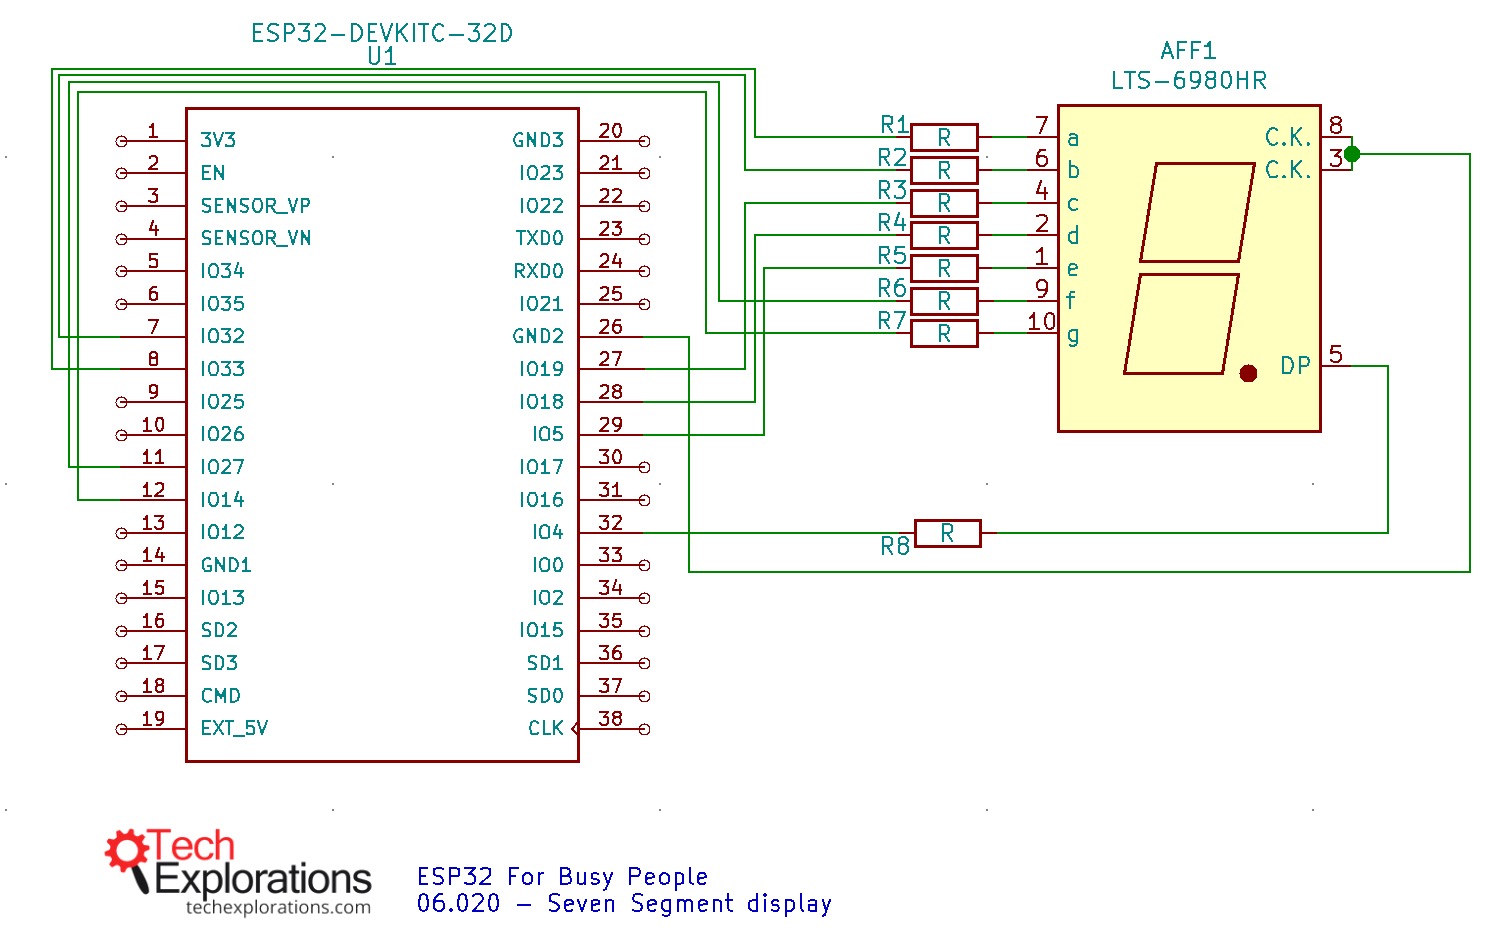 ESP32-DEVKITC-32D
U1
1 3V3
2 EN
3 SENSOR_VP
4 SENSOR_VN
5 IO34
6 IO35
7 IO32
8 IO33
9 IO25
10 IO26
11 IO27
12 IO14
13 IO12
14 GND1
15 IO13
16 SD2
17 SD3
18 CMD
19 EXT_5V
GND3 20
IO23 21
IO22 22
TXD0 23
RXD0 24
IO21 25
GND2 26
IO19 27
IO18 28
IO5 29
IO17 30
IO16 31
IO4 32
IO0 33
IO2 34
IO15 35
SD1 36
SD0 37
CLK 38
R1 R 7 a
R2 R 6 b
R3 R 4 c
R4 R 2 d
R5 R 1 e
R6 R 9 f
R7 R 10 g
R8 R
AFF1
LTS-6980HR
C.K. 8
C.K. 3
DP 5
Tech
Explorations
techexplorations.com
ESP32 For Busy People
06.020 - Seven Segment display